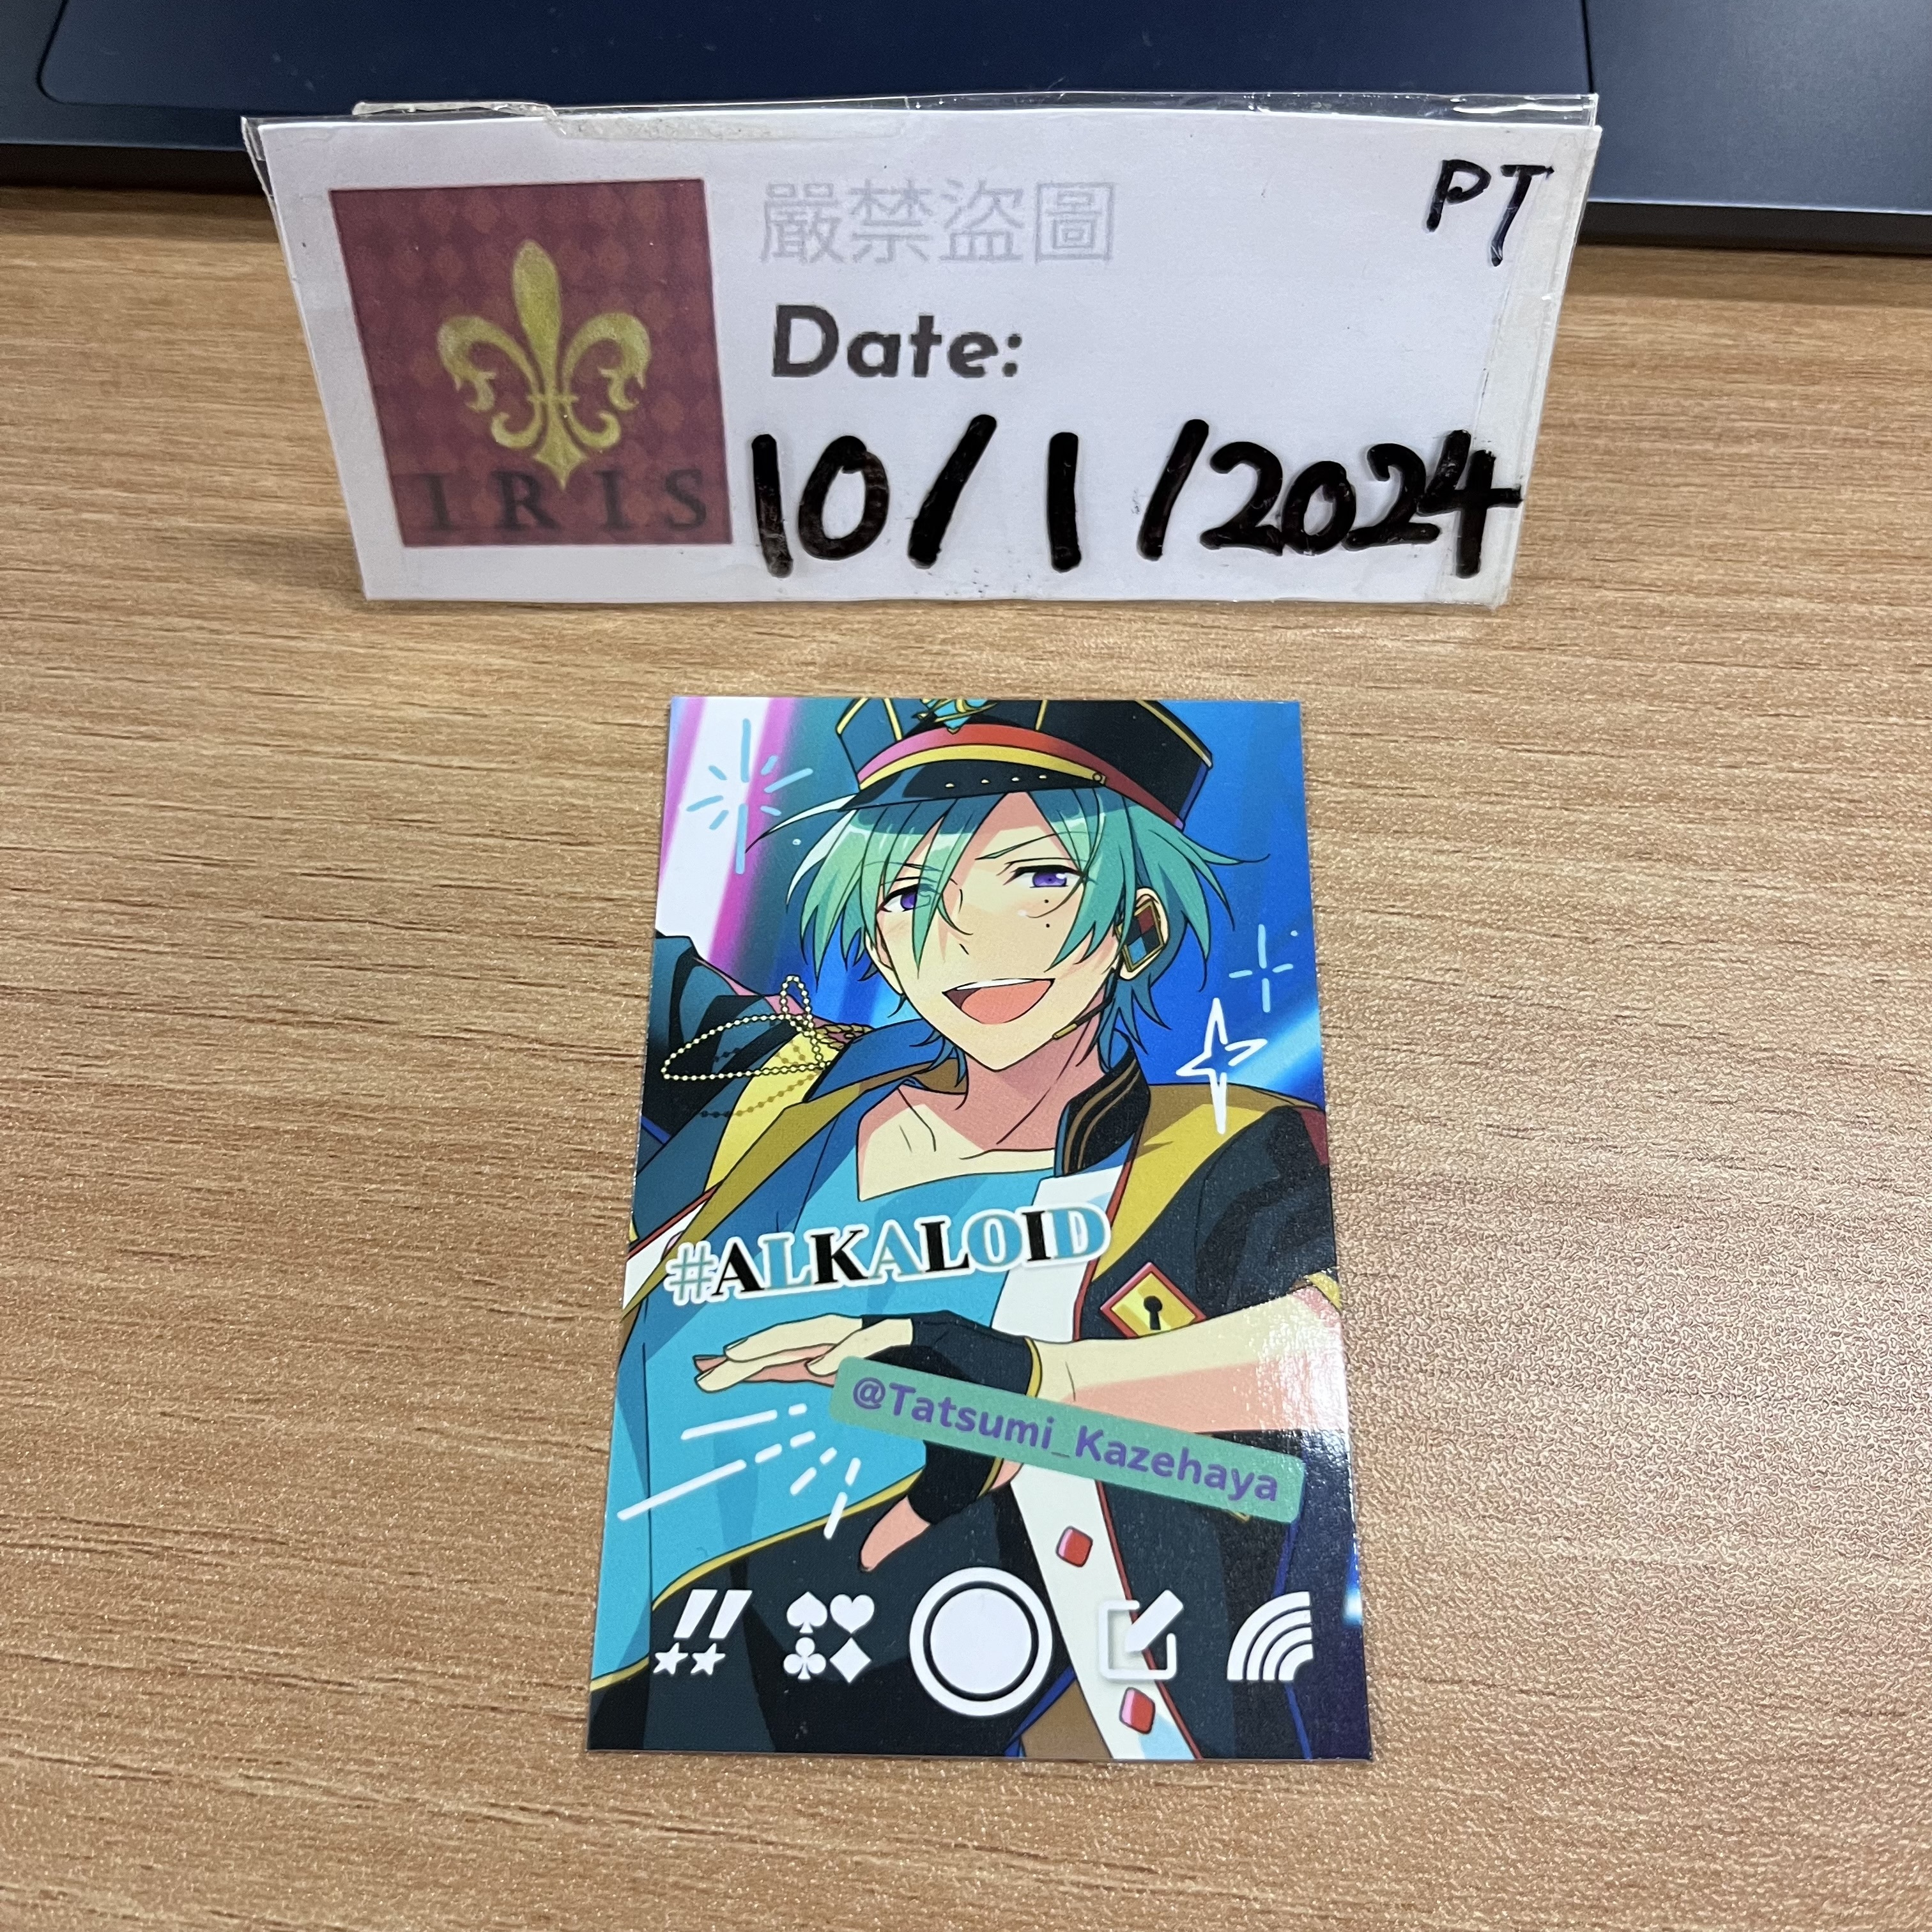 嚴禁盜圖
PT
Date:
10/1/2024
IRIS
#ALKALOID
@Tatsumi_Kazehaya